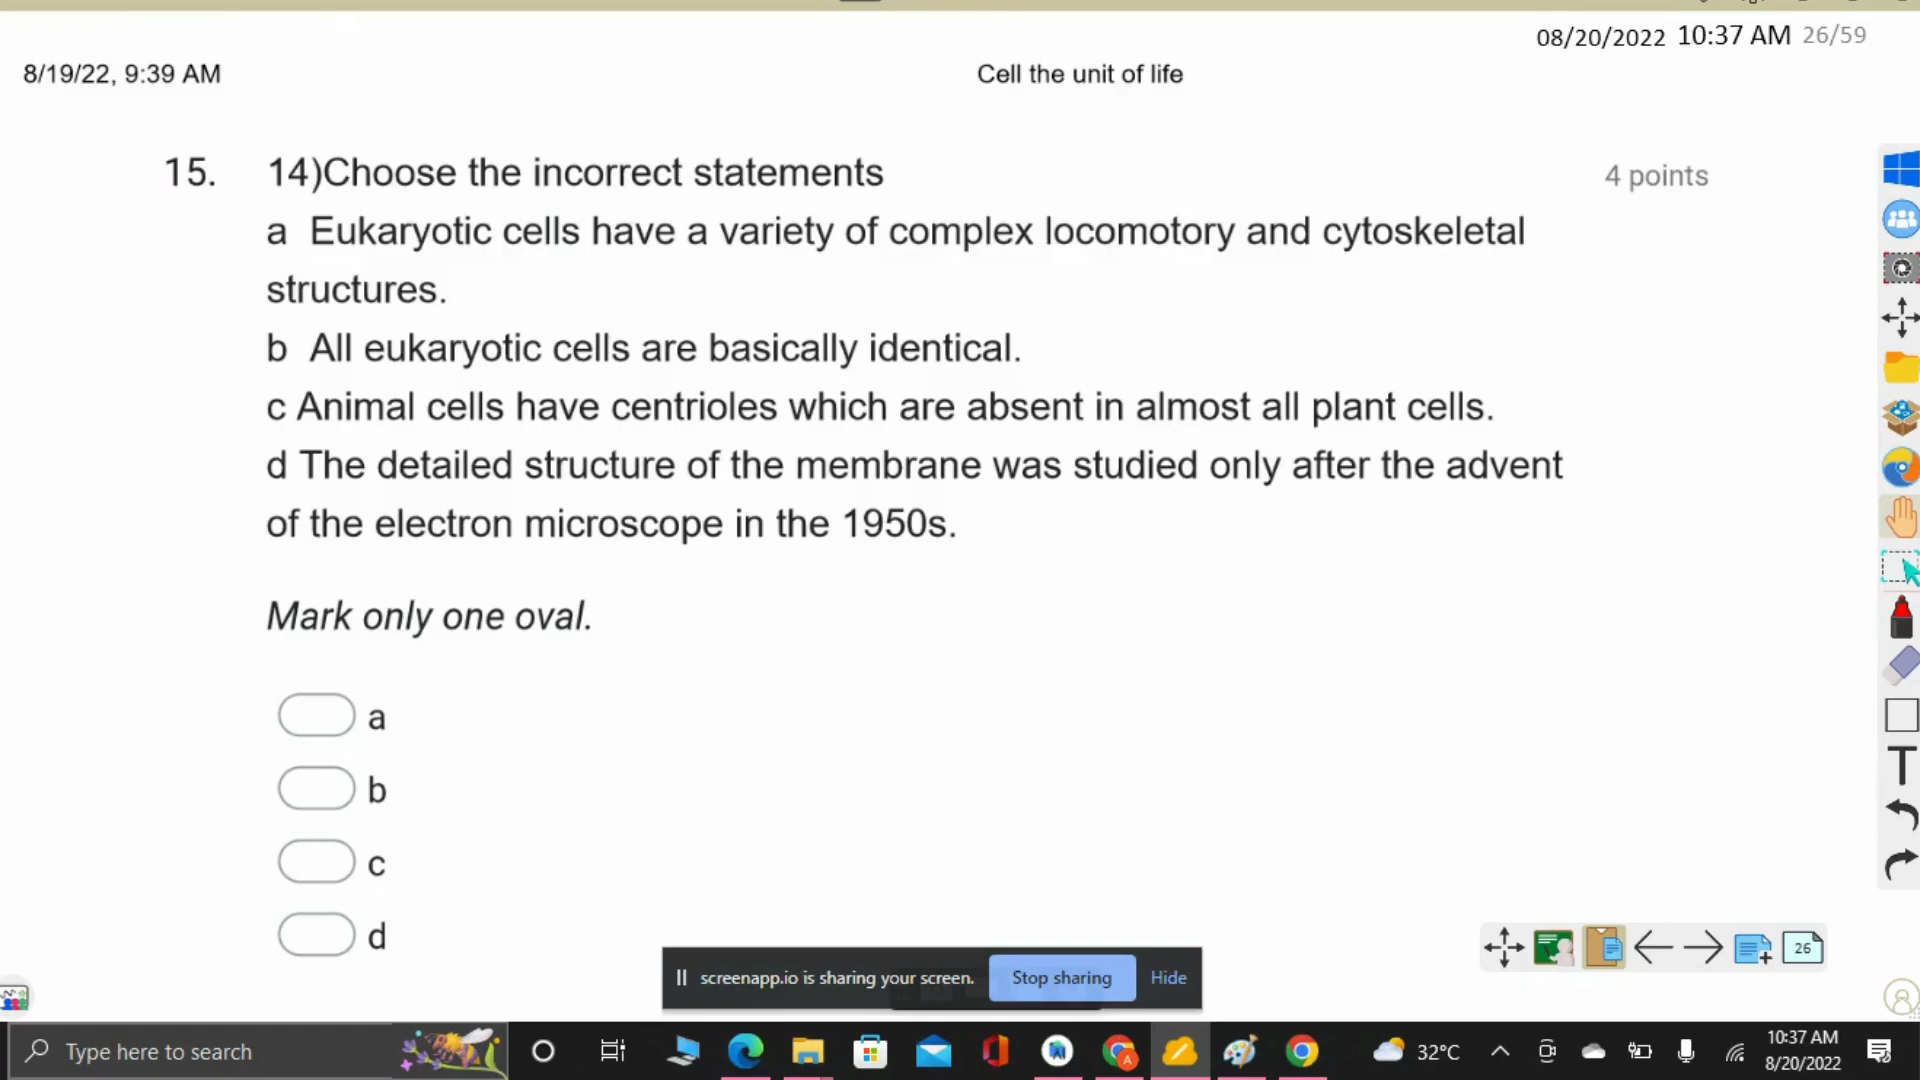 08/20/2022 10:37 AM 26/59
8/19/22, 9:39 AM Cell the unit of life
15. 14)Choose the incorrect statements 4 points
a Eukaryotic cells have a variety of complex locomotory and cytoskeletal
structures.
b All eukaryotic cells are basically identical.
c Animal cells have centrioles which are absent in almost all plant cells.
d The detailed structure of the membrane was studied only after the advent
of the electron microscope in the 1950s.
Mark only one oval.
a
b
c
d
T
26
screenapp.io is sharing your screen. Stop sharing Hide
Type here to search
A
32°C
10:37 AM
8/20/2022